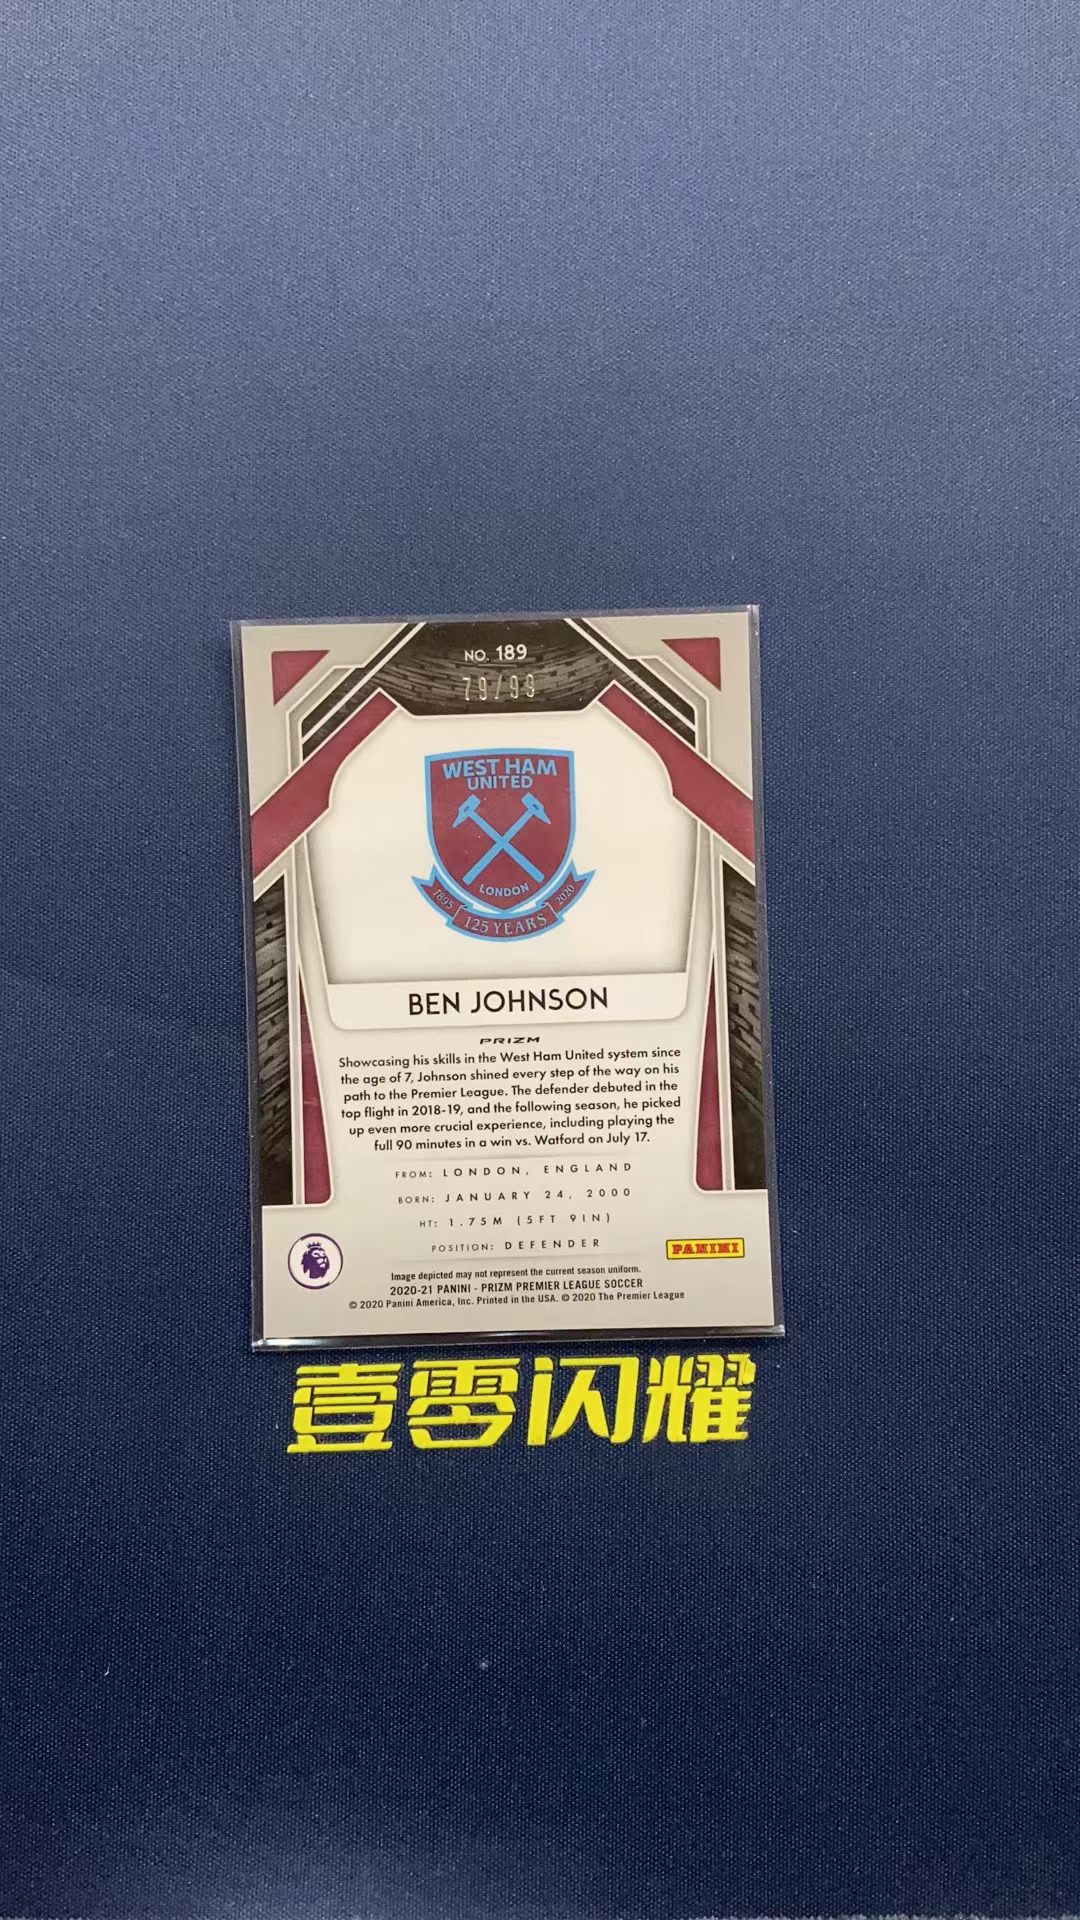 NO. 189
79/99
WEST HAM
UNITED
LONDON
1895 125 YEARS 2020
BEN JOHNSON
PRIZM
Showcasing his skills in the West Ham United system since
the age of 7, Johnson shined every step of the way on his
path to the Premier League. The defender debuted in the
top flight in 2018-19, and the following season, he picked
up even more crucial experience, including playing the
full 90 minutes in a win vs. Watford on July 17.
FROM: LONDON, ENGLAND
BORN: JANUARY 24, 2000
HT: 1.75M (5FT 9IN)
POSITION: DEFENDER
PANINI
Image depicted may not represent the current season uniform.
2020-21 PANINI - PRIZM PREMIER LEAGUE SOCCER
© 2020 Panini America, Inc. Printed in the USA. © 2020 The Premier League
壹零闪耀